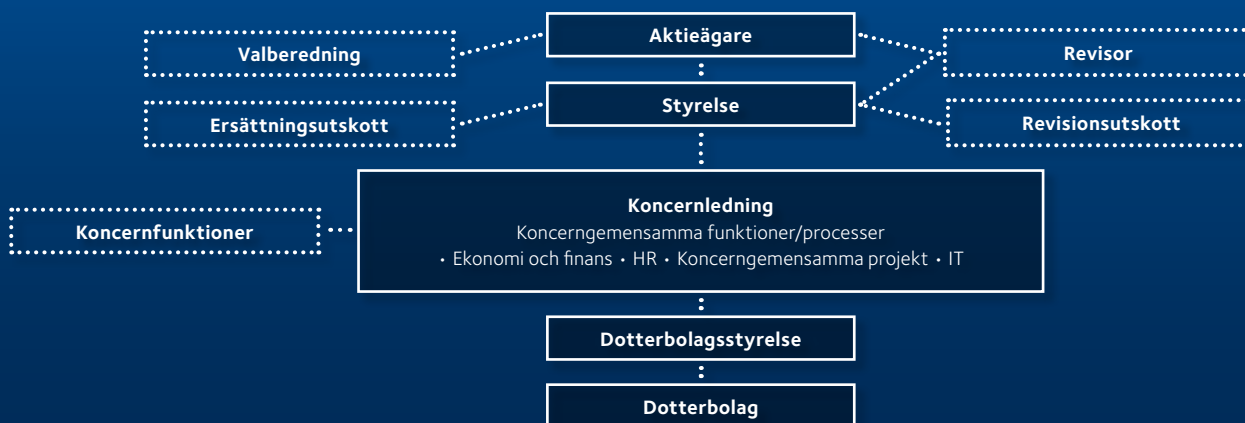 Aktieägare
Valberedning
Revisor
Styrelse
Ersättningsutskott
Revisionsutskott
Koncernledning
Koncerngemensamma funktioner/processer
• Ekonomi och finans • HR • Koncerngemensamma projekt • IT
Koncernfunktioner
Dotterbolagsstyrelse
Dotterbolag